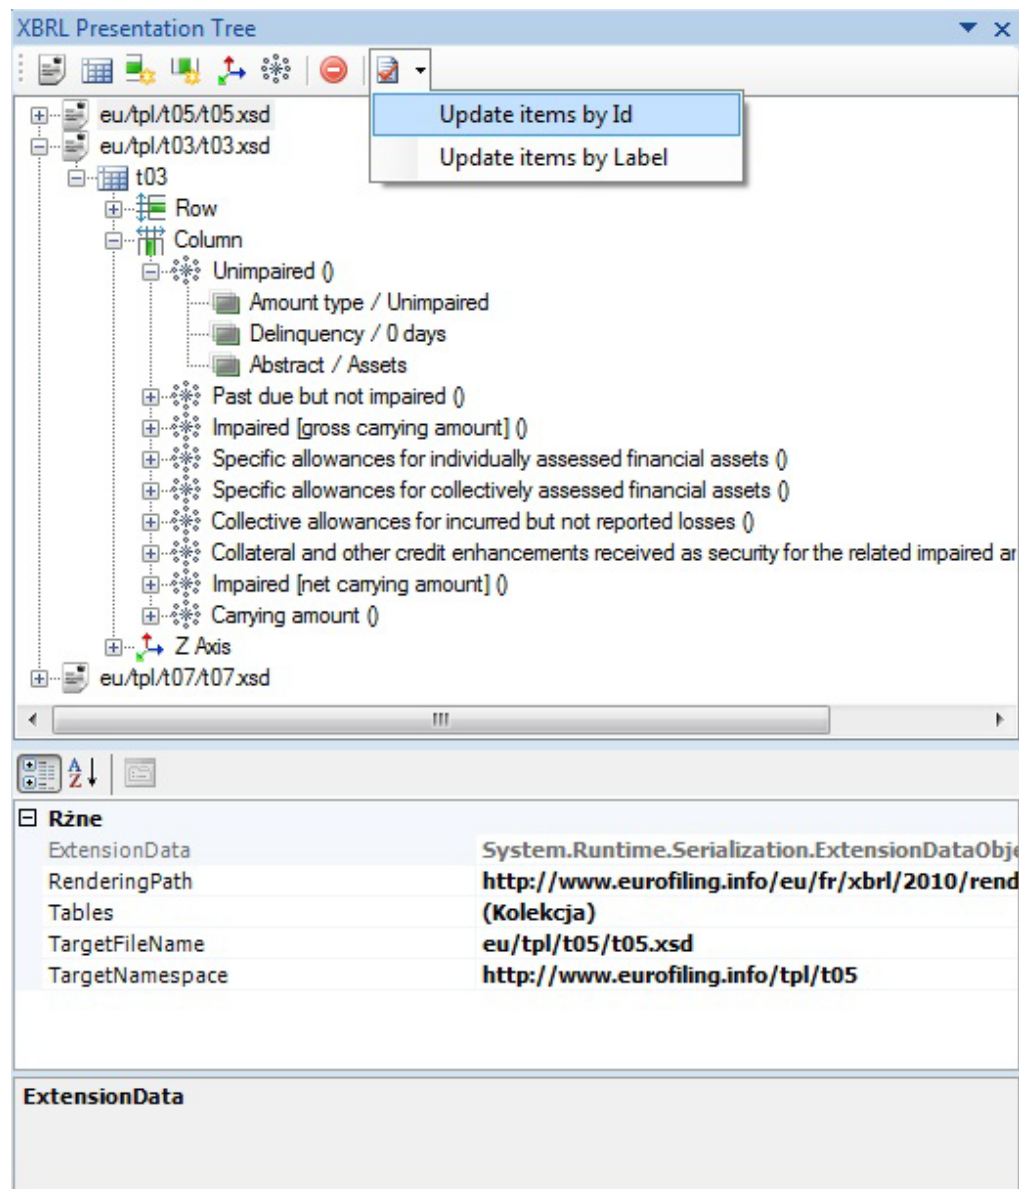 XBRL Presentation Tree
Update items by Id
Update items by Label
eu/tpl/t05/t05.xsd
eu/tpl/t03/t03.xsd
t03
Row
Column
Unimpaired ()
Amount type / Unimpaired
Delinquency / 0 days
Abstract / Assets
Past due but not impaired ()
Impaired [gross carrying amount] ()
Specific allowances for individually assessed financial assets ()
Specific allowances for collectively assessed financial assets ()
Collective allowances for incurred but not reported losses ()
Collateral and other credit enhancements received as security for the related impaired ar
Impaired [net carrying amount] ()
Carrying amount ()
Z Axis
eu/tpl/t07/t07.xsd
Rżne
ExtensionData System.Runtime.Serialization.ExtensionDataObje
RenderingPath http://www.eurofiling.info/eu/fr/xbrl/2010/rend
Tables (Kolekcja)
TargetFileName eu/tpl/t05/t05.xsd
TargetNamespace http://www.eurofiling.info/tpl/t05
ExtensionData